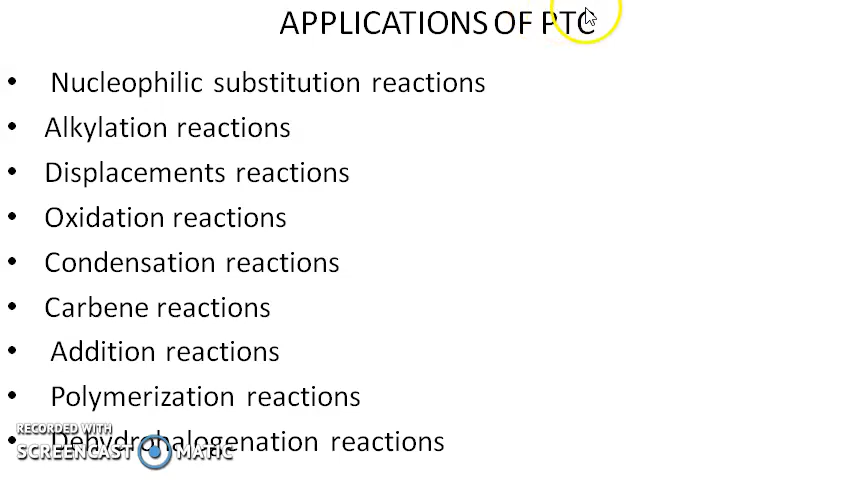 APPLICATIONS OF PTC
• Nucleophilic substitution reactions
• Alkylation reactions
• Displacements reactions
• Oxidation reactions
• Condensation reactions
• Carbene reactions
• Addition reactions
• Polymerization reactions
RECORDED WITH
• Dehydrohalogenation reactions
SCREENCAST MATIC